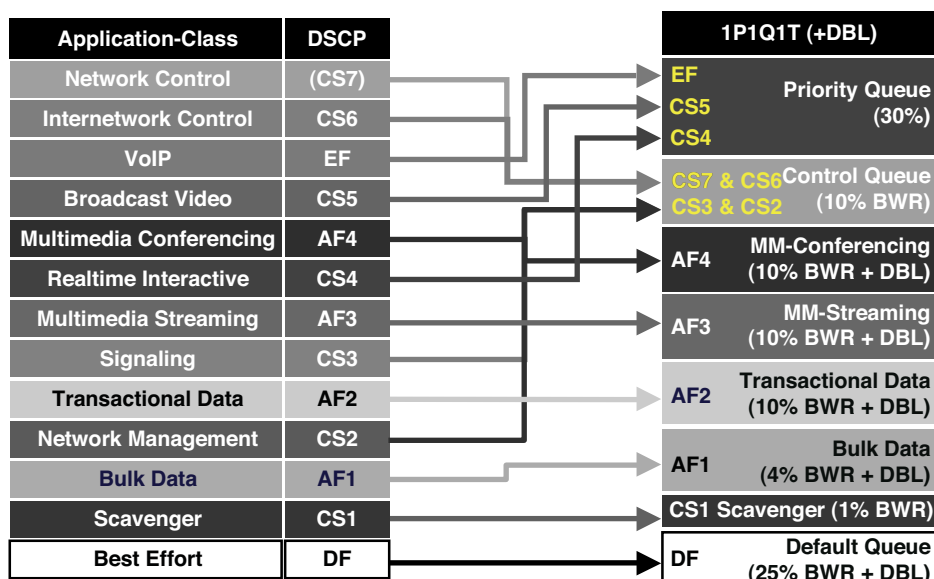 Application-Class DSCP
Network Control (CS7)
Internetwork Control CS6
VoIP EF
Broadcast Video CS5
Multimedia Conferencing AF4
Realtime Interactive CS4
Multimedia Streaming AF3
Signaling CS3
Transactional Data AF2
Network Management CS2
Bulk Data AF1
Scavenger CS1
Best Effort DF
1P1Q1T (+DBL)
EF
CS5
CS4
Priority Queue
(30%)
CS7 & CS6 Control Queue
CS3 & CS2 (10% BWR)
AF4
MM-Conferencing
(10% BWR + DBL)
AF3
MM-Streaming
(10% BWR + DBL)
AF2
Transactional Data
(10% BWR + DBL)
AF1
Bulk Data
(4% BWR + DBL)
CS1 Scavenger (1% BWR)
DF
Default Queue
(25% BWR + DBL)